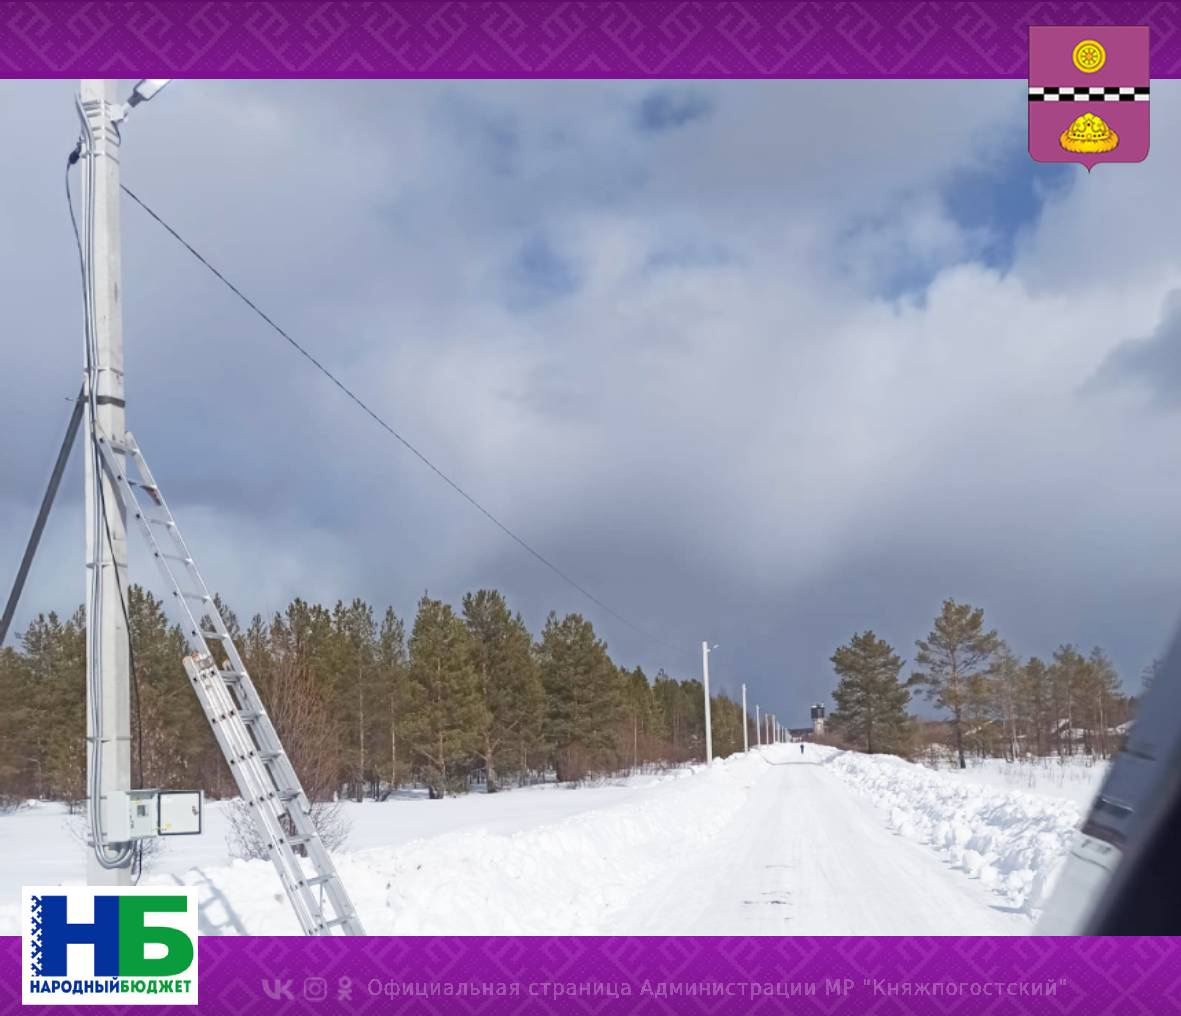 НБ
НАРОДНЫЙБЮДЖЕТ
Официальная страница Администрации МР "Княжпогостский"